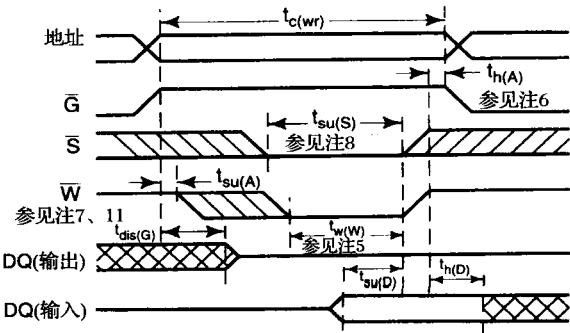 t_c(wr)
地址
t_h(A)
G̅
参见注6
t_su(S)
S̅
参见注8
W̅
t_su(A)
参见注7、11
t_dis(G)
t_w(W)
参见注5
DQ(输出)
t_su(D)
t_h(D)
DQ(输入)